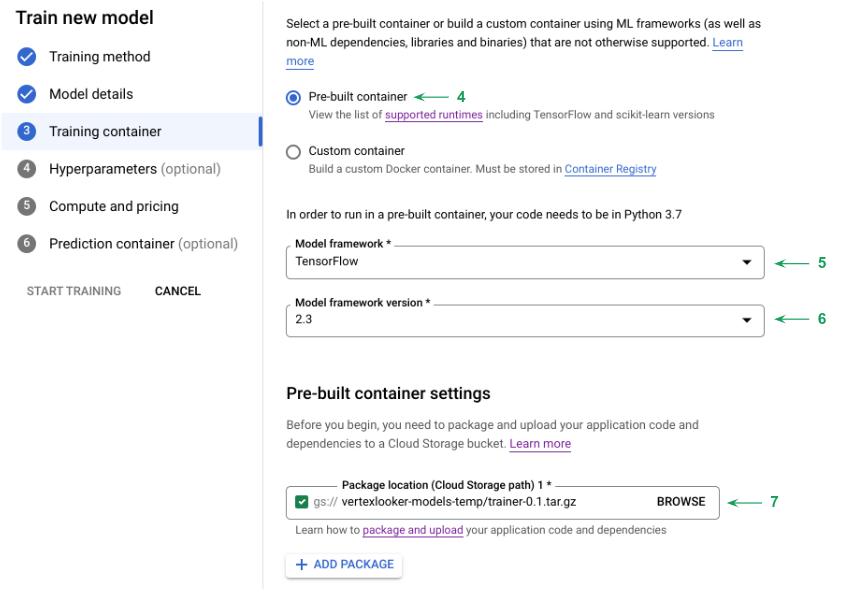 Train new model
Training method
Model details
3 Training container
4 Hyperparameters (optional)
5 Compute and pricing
6 Prediction container (optional)
START TRAINING CANCEL
Select a pre-built container or build a custom container using ML frameworks (as well as
non-ML dependencies, libraries and binaries) that are not otherwise supported. Learn
more
Pre-built container 4
View the list of supported runtimes including TensorFlow and scikit-learn versions
Custom container
Build a custom Docker container. Must be stored in Container Registry
In order to run in a pre-built container, your code needs to be in Python 3.7
Model framework *
TensorFlow 5
Model framework version *
2.3 6
Pre-built container settings
Before you begin, you need to package and upload your application code and
dependencies to a Cloud Storage bucket. Learn more
Package location (Cloud Storage path) 1 *
gs:// vertexlooker-models-temp/trainer-0.1.tar.gz BROWSE 7
Learn how to package and upload your application code and dependencies
+ ADD PACKAGE